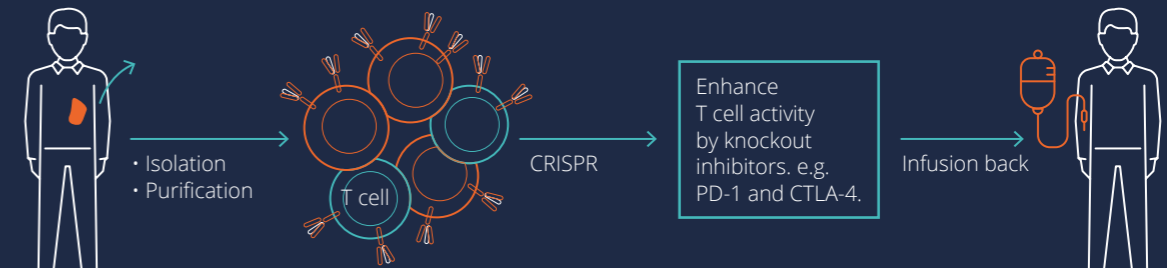 • Isolation
• Purification
T cell
CRISPR
Enhance
T cell activity
by knockout
inhibitors. e.g.
PD-1 and CTLA-4.
Infusion back